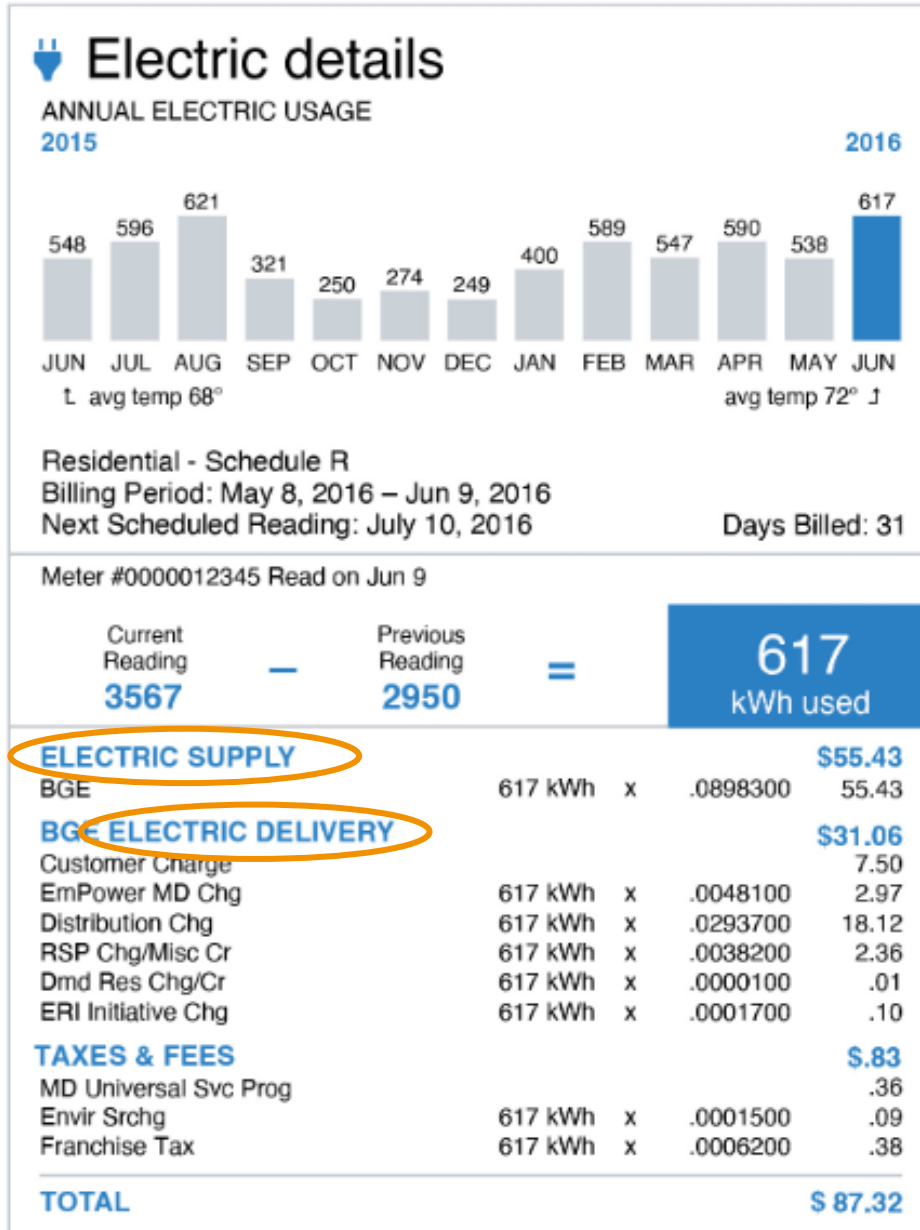 Electric details
ANNUAL ELECTRIC USAGE
2015 2016
548 596 621 321 250 274 249 400 589 547 590 538 617
JUN JUL AUG SEP OCT NOV DEC JAN FEB MAR APR MAY JUN
avg temp 68° avg temp 72°
Residential - Schedule R
Billing Period: May 8, 2016 – Jun 9, 2016
Next Scheduled Reading: July 10, 2016 Days Billed: 31
Meter #0000012345 Read on Jun 9
Current Reading 3567 – Previous Reading 2950 = 617 kWh used
ELECTRIC SUPPLY $55.43
BGE 617 kWh x .0898300 55.43
BGE ELECTRIC DELIVERY $31.06
Customer Charge 7.50
EmPower MD Chg 617 kWh x .0048100 2.97
Distribution Chg 617 kWh x .0293700 18.12
RSP Chg/Misc Cr 617 kWh x .0038200 2.36
Dmd Res Chg/Cr 617 kWh x .0000100 .01
ERI Initiative Chg 617 kWh x .0001700 .10
TAXES & FEES $.83
MD Universal Svc Prog .36
Envir Srchg 617 kWh x .0001500 .09
Franchise Tax 617 kWh x .0006200 .38
TOTAL $ 87.32